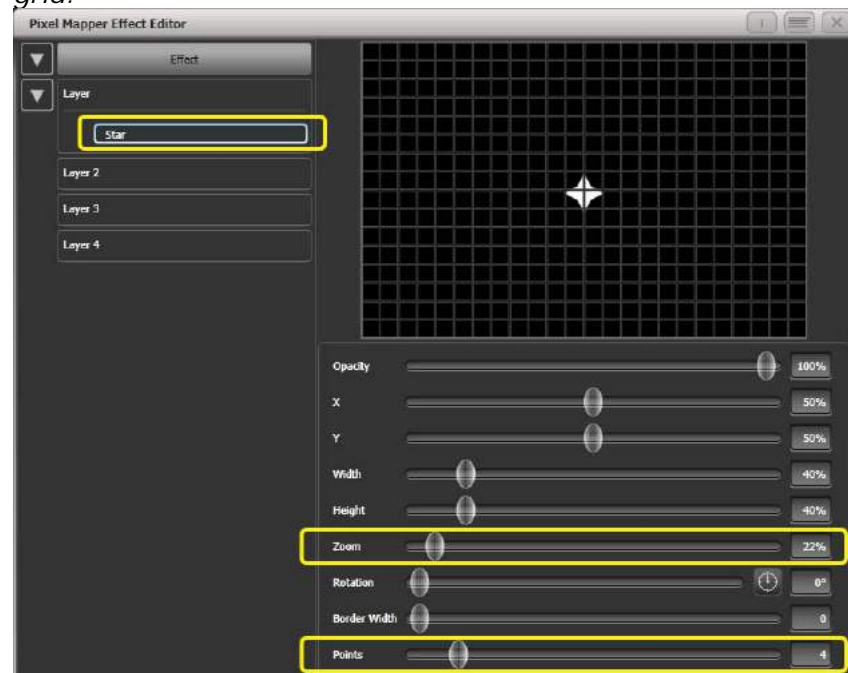 grid.
Pixel Mapper Effect Editor
Effect
Layer
Star
Layer 2
Layer 3
Layer 4
Opacity 100%
X 50%
Y 50%
Width 40%
Height 40%
Zoom 22%
Rotation 0°
Border Width 0
Points 4